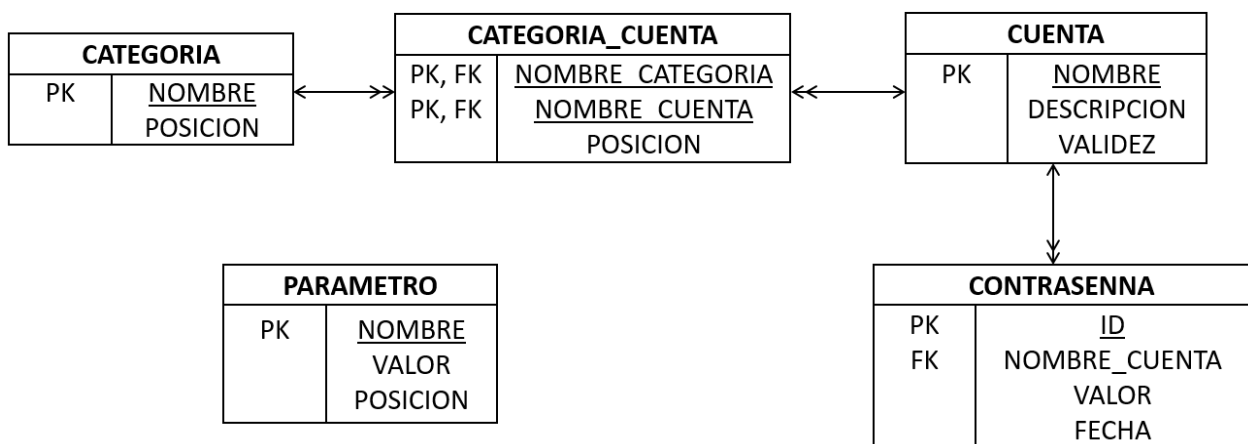 CATEGORIA
PK NOMBRE
POSICION
CATEGORIA_CUENTA
PK, FK NOMBRE_CATEGORIA
PK, FK NOMBRE_CUENTA
POSICION
CUENTA
PK NOMBRE
DESCRIPCION
VALIDEZ
PARAMETRO
PK NOMBRE
VALOR
POSICION
CONTRASENNA
PK ID
FK NOMBRE_CUENTA
VALOR
FECHA